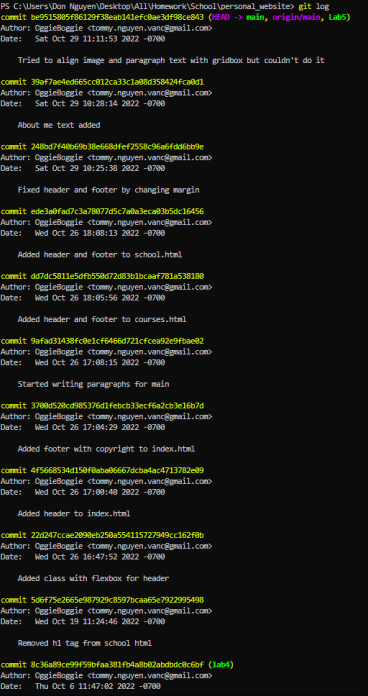 PS C:\Users\Don Nguyen\Desktop\All\Homework\School\personal_website> git log
commit be9515805f86129f38eab141efc0ae3df98ce843 (HEAD -> main, origin/main, Lab5)
Author: OggieBoggie <tommy.nguyen.vanc@gmail.com>
Date:   Sat Oct 29 11:11:53 2022 -0700
Tried to align image and paragraph text with gridbox but couldn't do it
commit 39af7ae4ed665cc012ca33c1a08d358424fca0d1
Author: OggieBoggie <tommy.nguyen.vanc@gmail.com>
Date:   Sat Oct 29 10:28:14 2022 -0700
About me text added
commit 248bd7f40b69b38e668dfef2558c96a6fdd6bb9e
Author: OggieBoggie <tommy.nguyen.vanc@gmail.com>
Date:   Sat Oct 29 10:25:38 2022 -0700
Fixed header and footer by changing margin
commit ede3a0fad7c3a78077d5c7a0a3eca03b5dc16456
Author: OggieBoggie <tommy.nguyen.vanc@gmail.com>
Date:   Wed Oct 26 18:08:13 2022 -0700
Added header and footer to school.html
commit dd7dc5811e5dfb550d72d83b1bcaaf781a538180
Author: OggieBoggie <tommy.nguyen.vanc@gmail.com>
Date:   Wed Oct 26 18:05:56 2022 -0700
Added header and footer to courses.html
commit 9afad31438fc0e1cf6466d721cfcea92e9fbae02
Author: OggieBoggie <tommy.nguyen.vanc@gmail.com>
Date:   Wed Oct 26 17:08:15 2022 -0700
Started writing paragraphs for main
commit 3700d520cd985376d1febcb33ecf6a2cb3e16b7d
Author: OggieBoggie <tommy.nguyen.vanc@gmail.com>
Date:   Wed Oct 26 17:04:29 2022 -0700
Added footer with copyright to index.html
commit 4f5668534d150f0aba06667dcba4ac4713782e09
Author: OggieBoggie <tommy.nguyen.vanc@gmail.com>
Date:   Wed Oct 26 17:00:40 2022 -0700
Added header to index.html
commit 22d247ccae2090eb250a554115727949cc162f0b
Author: OggieBoggie <tommy.nguyen.vanc@gmail.com>
Date:   Wed Oct 26 16:47:52 2022 -0700
Added class with flexbox for header
commit 5d6f75e2665e987929c8597bcaa65e7922995498
Author: OggieBoggie <tommy.nguyen.vanc@gmail.com>
Date:   Wed Oct 19 11:24:46 2022 -0700
Removed h1 tag from school html
commit 8c36a89ce99f59bfaa381fb4a8b02abdbdc0c6bf (lab4)
Author: OggieBoggie <tommy.nguyen.vanc@gmail.com>
Date:   Thu Oct 6 11:47:02 2022 -0700